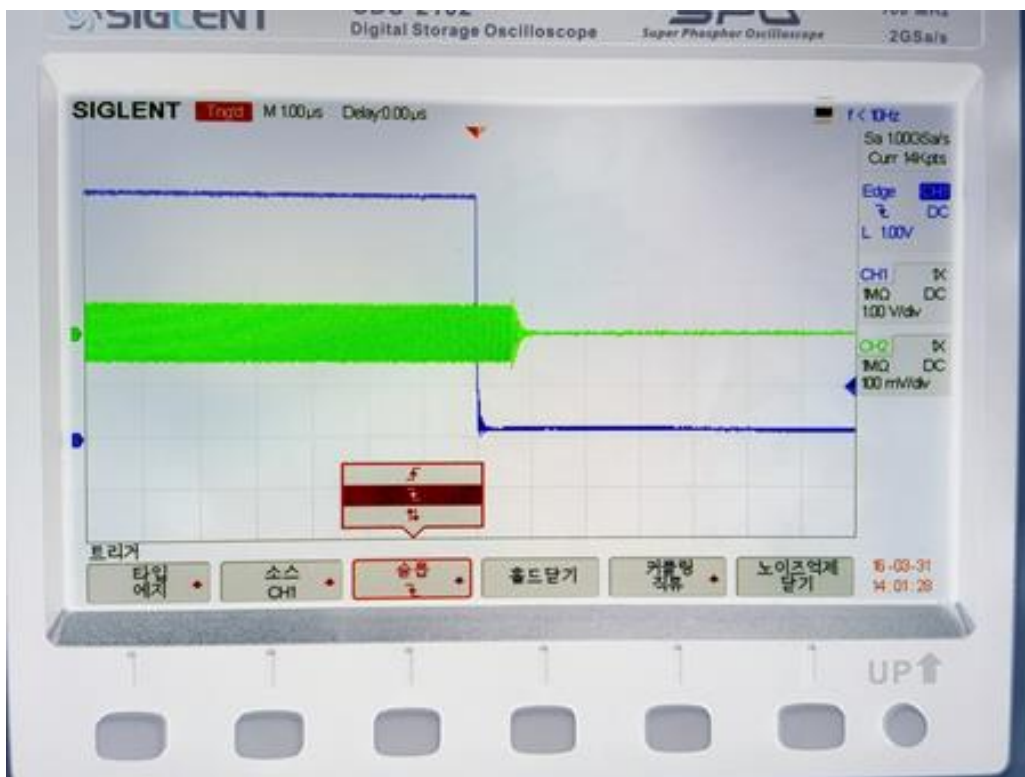 SIGLENT
Digital Storage Oscilloscope
Super Phosphor Oscilloscope
2GSa/s
SIGLENT Trig'd M 1.00µs Delay:0.00µs
f < 10Hz
Sa 1.00GSa/s
Curr 14Kpts
Edge CH1
DC
L 1.00V
CH1 1X
1MΩ DC
1.00 V/div
CH2 1X
1MΩ DC
100 mV/div
트리거
타입
에지
소스
CH1
슬롭
홀드닫기
커플링
직류
노이즈억제
닫기
16-03-31
14:01:28
UP